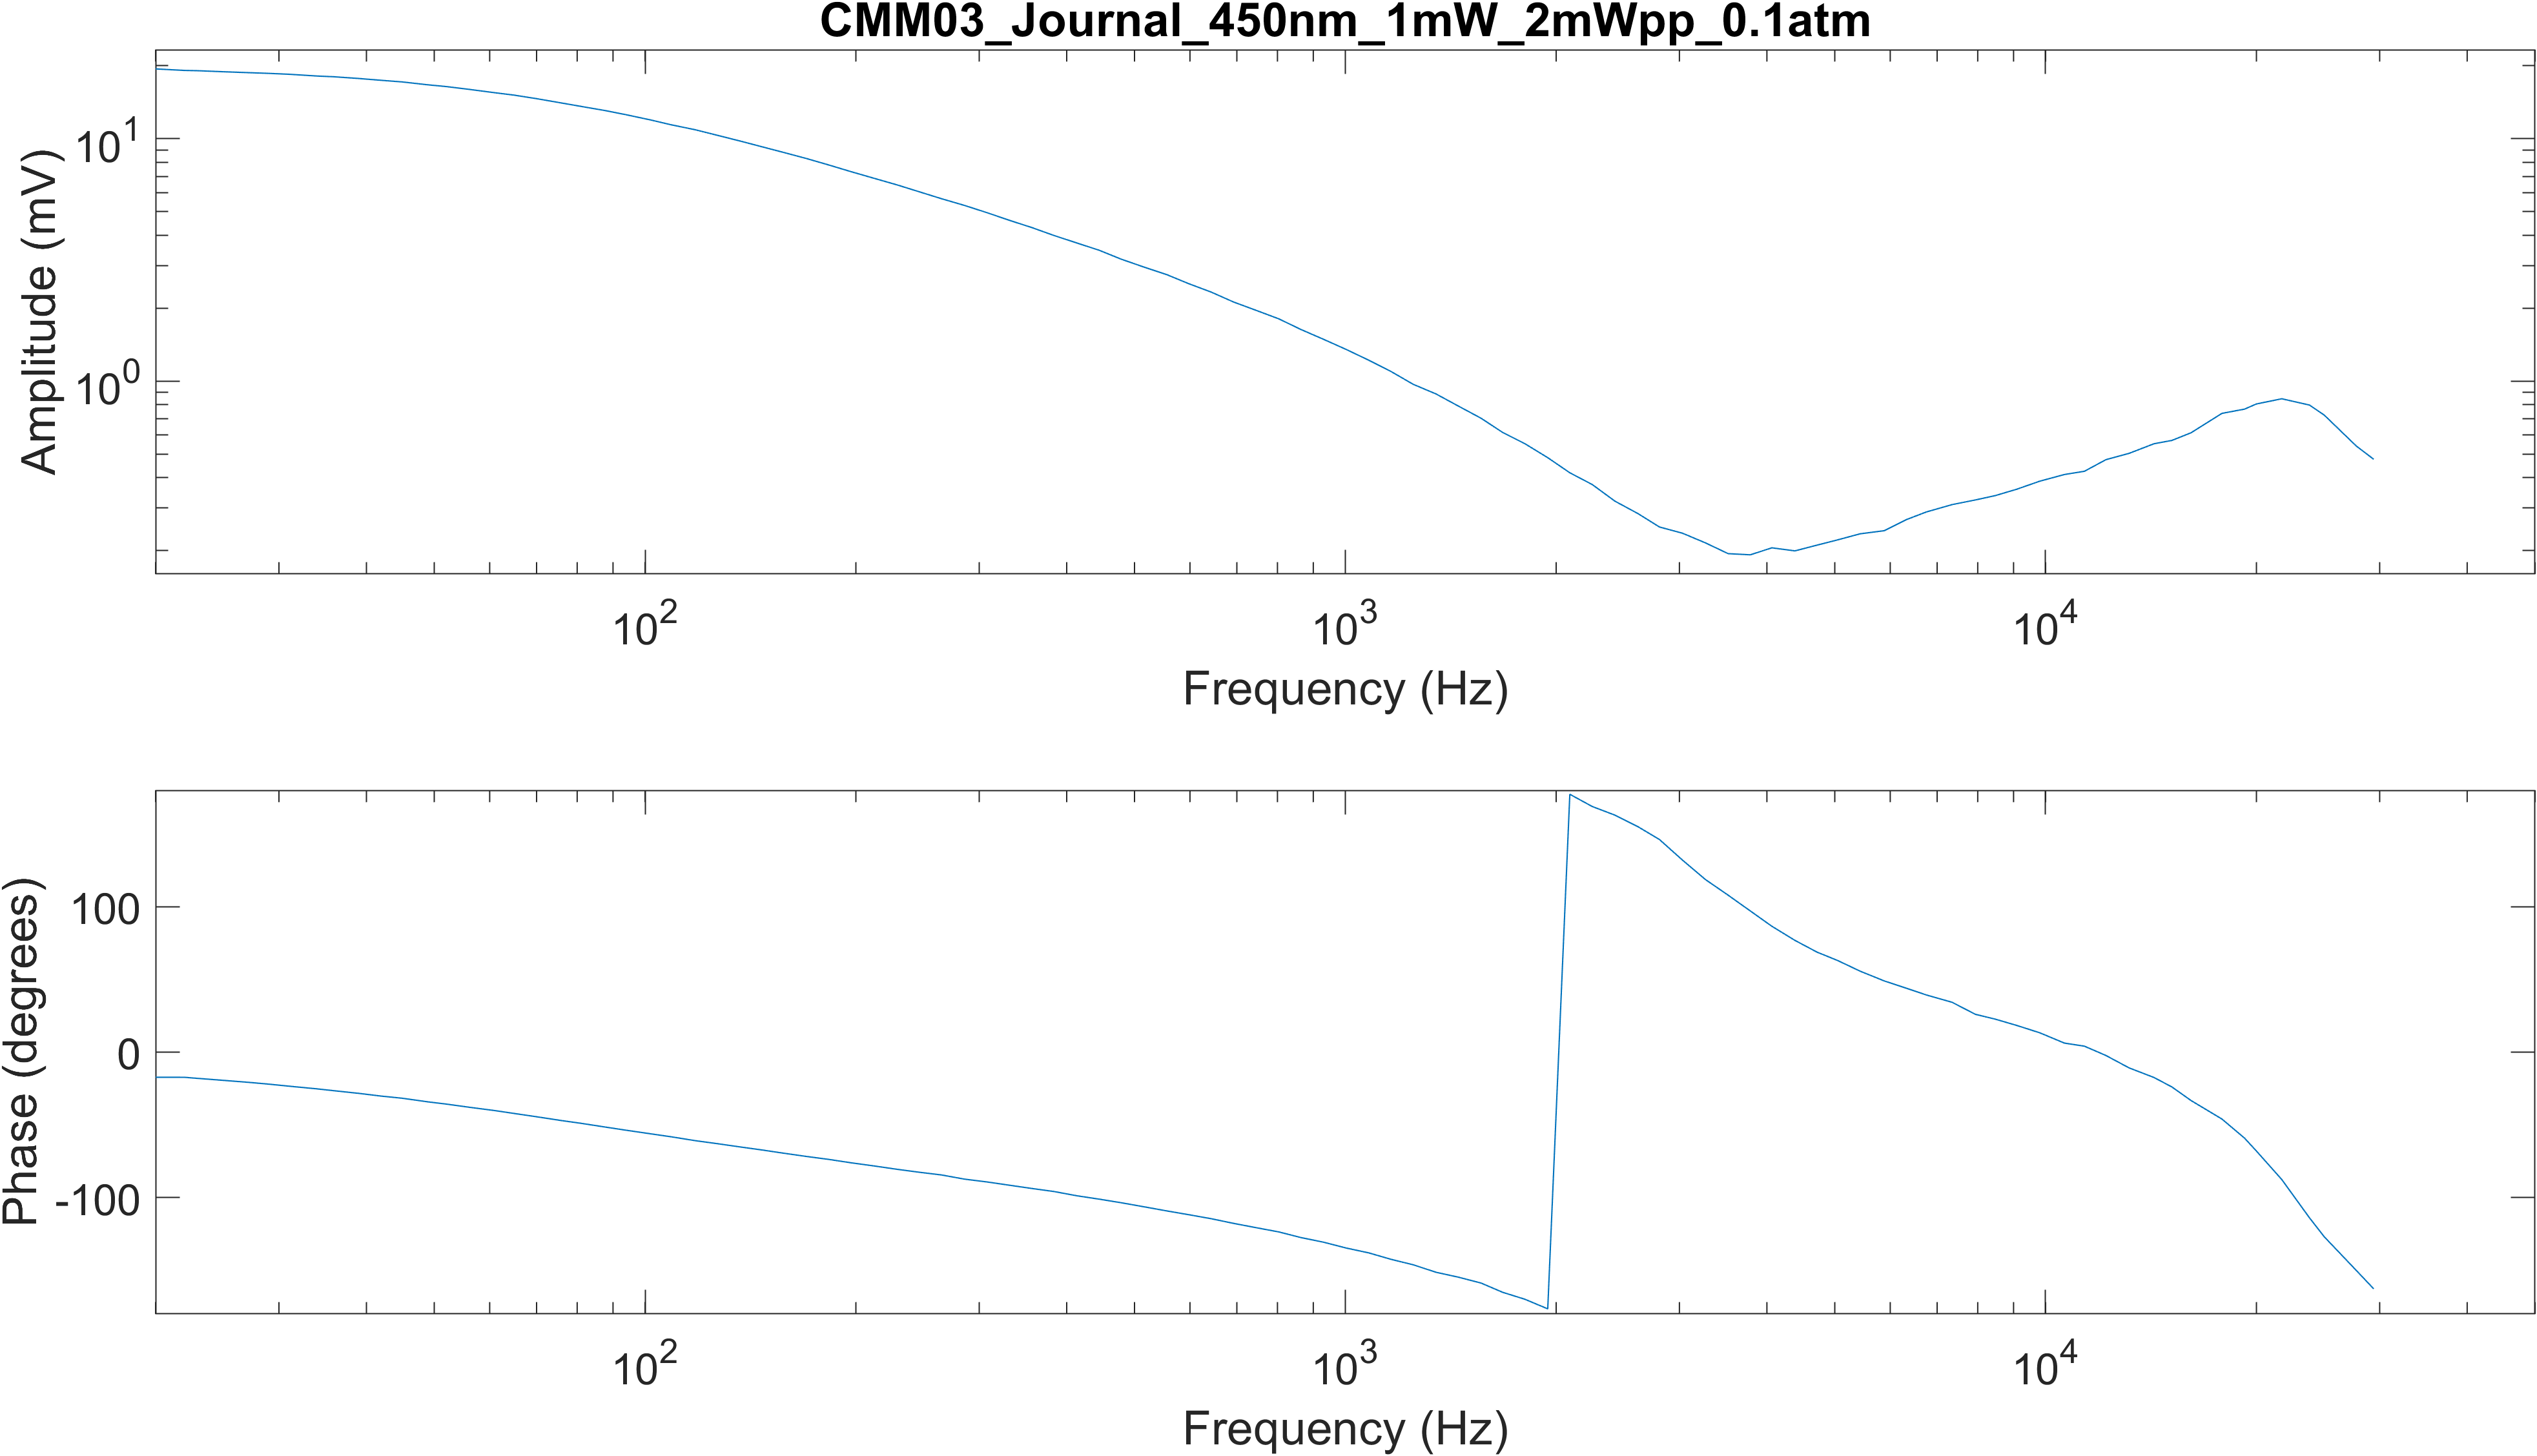 CMM03_Journal_450nm_1mW_2mWpp_0.1atm
Amplitude (mV)
10^1
10^0
10^2
10^3
10^4
Frequency (Hz)
Phase (degrees)
100
0
-100
10^2
10^3
10^4
Frequency (Hz)